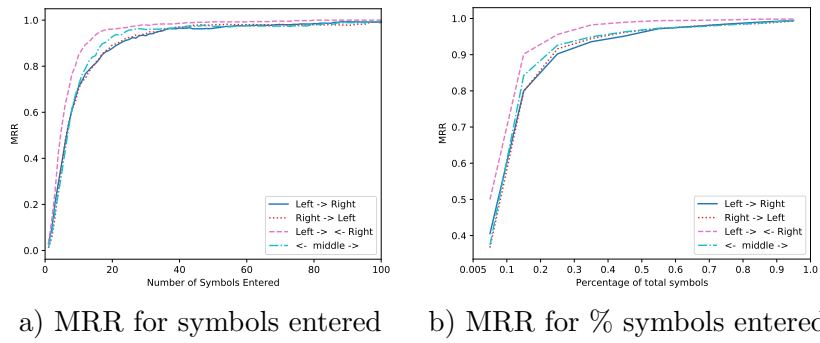 1.0
0.8
0.6
0.4
0.2
0.0
MRR
0 20 40 60 80 100
Number of Symbols Entered
Left -> Right
Right -> Left
Left -> <- Right
<- middle ->
1.0
0.9
0.8
0.7
0.6
0.5
0.4
MRR
0.005 0.1 0.2 0.3 0.4 0.5 0.6 0.7 0.8 0.9 1.0
Percentage of total symbols
Left -> Right
Right -> Left
Left -> <- Right
<- middle ->
a) MRR for symbols entered
b) MRR for % symbols entered